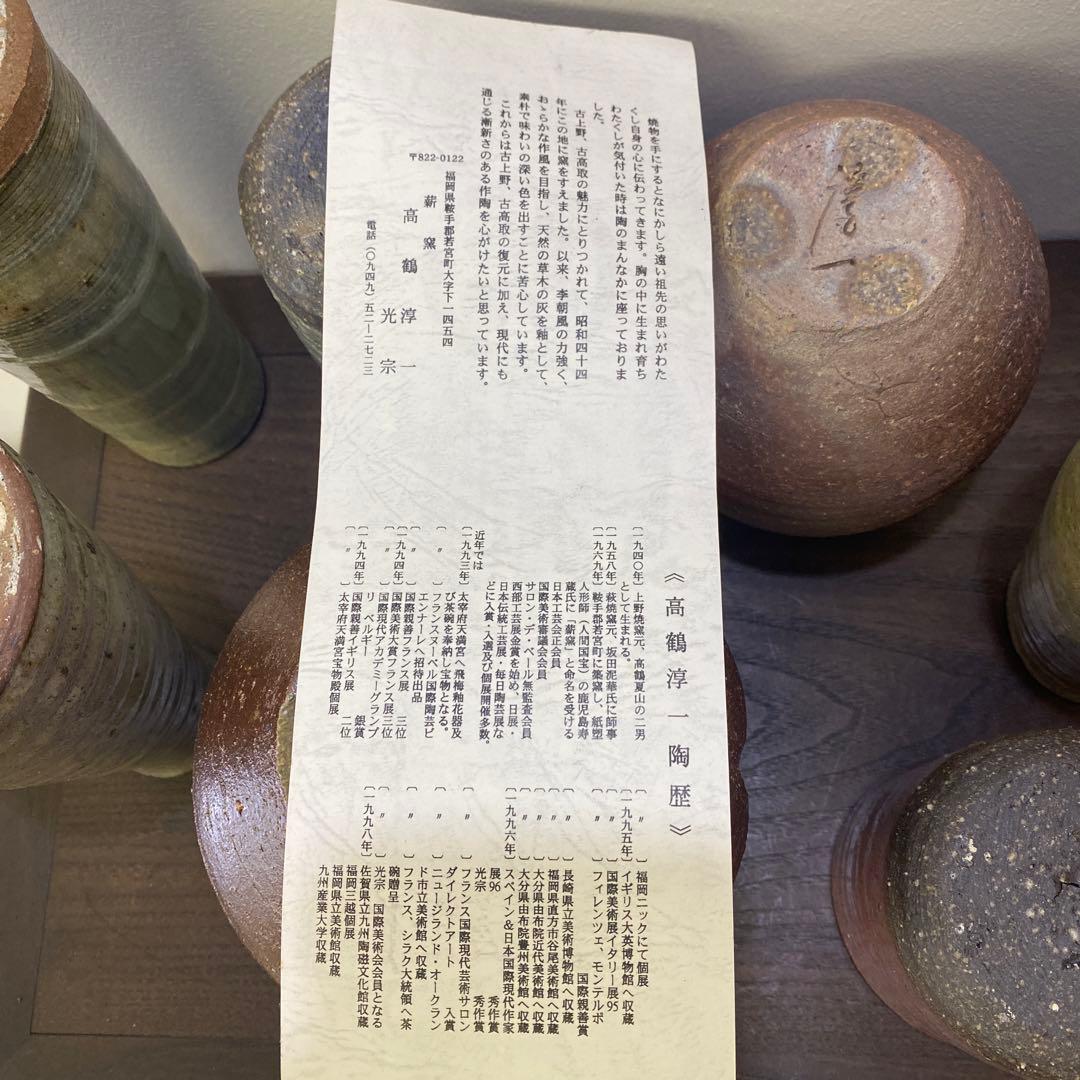 焼物を手にするとなにかしら遠い祖先の思いがわた
くし自身の心に伝わってきます。胸の中に生まれ育ち
わたくしが気付いた時は陶のまんなかに座っておりま
した。
古上野、古高取の魅力にとりつかれて、昭和四十四
年にこの地に窯をすえました。以来、李朝風の力強く、
おゝらかな作風を目指し、天然の草木の灰を釉として、
素朴で味わいの深い色を出すことに苦心しています。
これからは古上野、古高取の復元に加え、現代にも
通じる漸新さのある作陶を心がけたいと思っています。
〒822-0122
福岡県鞍手郡若宮町大字下一四五四
薪窯
高鶴淳一
光宗
電話(〇九四九)五二―二七二三
《高鶴淳一陶歴》
〔一九四〇年〕上野焼窯元、高鶴夏山の二男
として生まれる。
〔一九五八年〕萩焼窯元、坂田泥華氏に師事
〔一九六九年〕鞍手郡若宮町に築窯し、紙塑
人形師(人間国宝)の鹿児島寿
蔵氏に「薪窯」と命名を受ける
日本工芸会正会員
国際美術審議会会員
サロン・デ・ベール無監査会員
西部工芸展金賞を始め、日展・
日本伝統工芸展・毎日陶芸展な
どに入賞・入選及び個展開催多数。
近年では
〔一九九三年〕太宰府天満宮へ飛梅釉花器及
び茶碗を奉納し宝物となる。
〔〃〕フランスヌーベル国際陶芸ビ
エンナーレへ招待出品
〔〃〕国際親善フランス展 三位
〔一九九四年〕国際美術大賞フランス展三位
〔〃〕国際現代アカデミーグランプ
リ ベルギー 銀賞
〔一九九四年〕国際親善イギリス展 二位
〔〃〕太宰府天満宮宝物殿個展
〔〃〕福岡ニックにて個展
〔一九九五年〕イギリス大英博物館へ収蔵
〔〃〕国際美術展イタリー展95
〔〃〕フィレンツェ、モンテルポ
国際親善賞
〔〃〕長崎県立美術博物館へ収蔵
〔〃〕福岡県直方市谷尾美術館へ収蔵
〔〃〕大分県由布院近代美術館へ収蔵
〔〃〕大分県由布院豊州美術館へ収蔵
〔一九九六年〕スペイン＆日本国際現代作家
展96 秀作賞
光宗 秀作賞
〔〃〕フランス国際現代芸術サロン
ダイレクトアート 入賞
〔〃〕ニュージランド・オークラン
ド市立美術館へ収蔵
〔〃〕フランス、シラク大統領へ茶
碗贈呈
〔〃〕光宗 国際美術会会員となる
〔一九九八年〕佐賀県立九州陶磁文化館収蔵
福岡三越個展
福岡県立美術館収蔵
九州産業大学収蔵